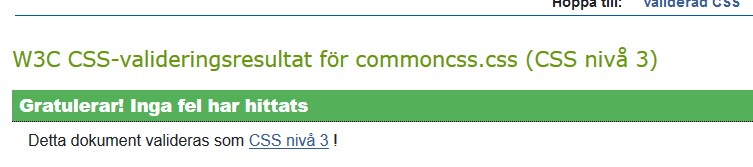 Hoppa till: Validerad CSS
W3C CSS-valideringsresultat för commoncss.css (CSS nivå 3)
Gratulerar! Inga fel har hittats
Detta dokument valideras som CSS nivå 3 !